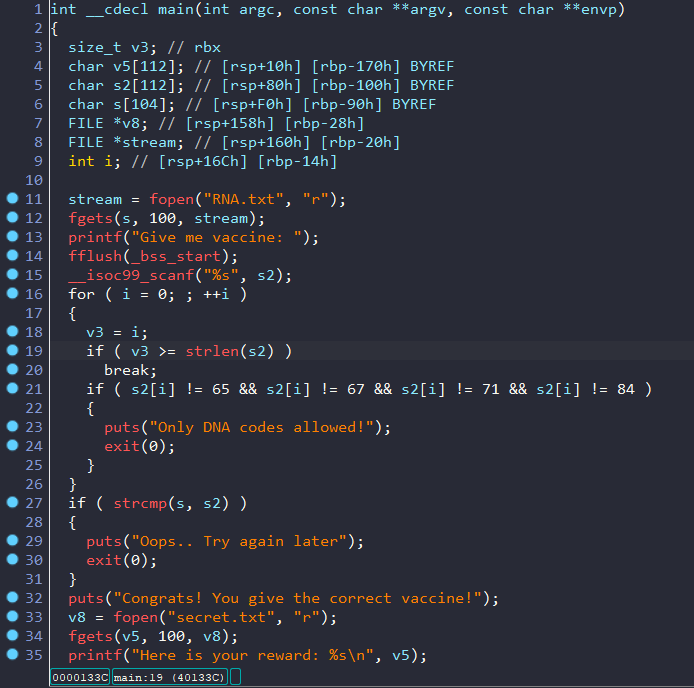 1 int __cdecl main(int argc, const char **argv, const char **envp)
2 {
3   size_t v3; // rbx
4   char v5[112]; // [rsp+10h] [rbp-170h] BYREF
5   char s2[112]; // [rsp+80h] [rbp-100h] BYREF
6   char s[104]; // [rsp+F0h] [rbp-90h] BYREF
7   FILE *v8; // [rsp+158h] [rbp-28h]
8   FILE *stream; // [rsp+160h] [rbp-20h]
9   int i; // [rsp+16Ch] [rbp-14h]
10
11   stream = fopen("RNA.txt", "r");
12   fgets(s, 100, stream);
13   printf("Give me vaccine: ");
14   fflush(_bss_start);
15   __isoc99_scanf("%s", s2);
16   for ( i = 0; ; ++i )
17   {
18     v3 = i;
19     if ( v3 >= strlen(s2) )
20       break;
21     if ( s2[i] != 65 && s2[i] != 67 && s2[i] != 71 && s2[i] != 84 )
22     {
23       puts("Only DNA codes allowed!");
24       exit(0);
25     }
26   }
27   if ( strcmp(s, s2) )
28   {
29     puts("Oops.. Try again later");
30     exit(0);
31   }
32   puts("Congrats! You give the correct vaccine!");
33   v8 = fopen("secret.txt", "r");
34   fgets(v5, 100, v8);
35   printf("Here is your reward: %s\n", v5);
0000133C main:19 (40133C)